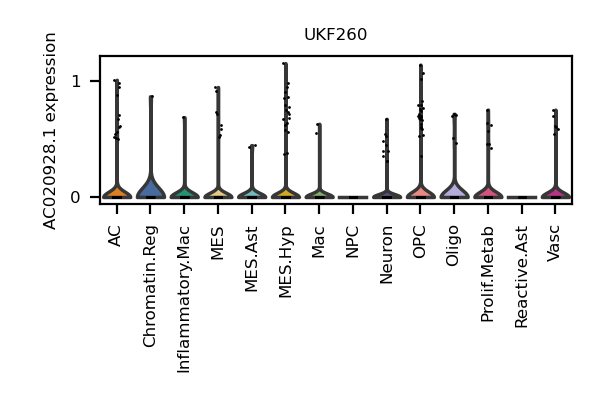 UKF260
AC020928.1 expression
1
0
AC
Chromatin.Reg
Inflammatory.Mac
MES
MES.Ast
MES.Hyp
Mac
NPC
Neuron
OPC
Oligo
Prolif.Metab
Reactive.Ast
Vasc